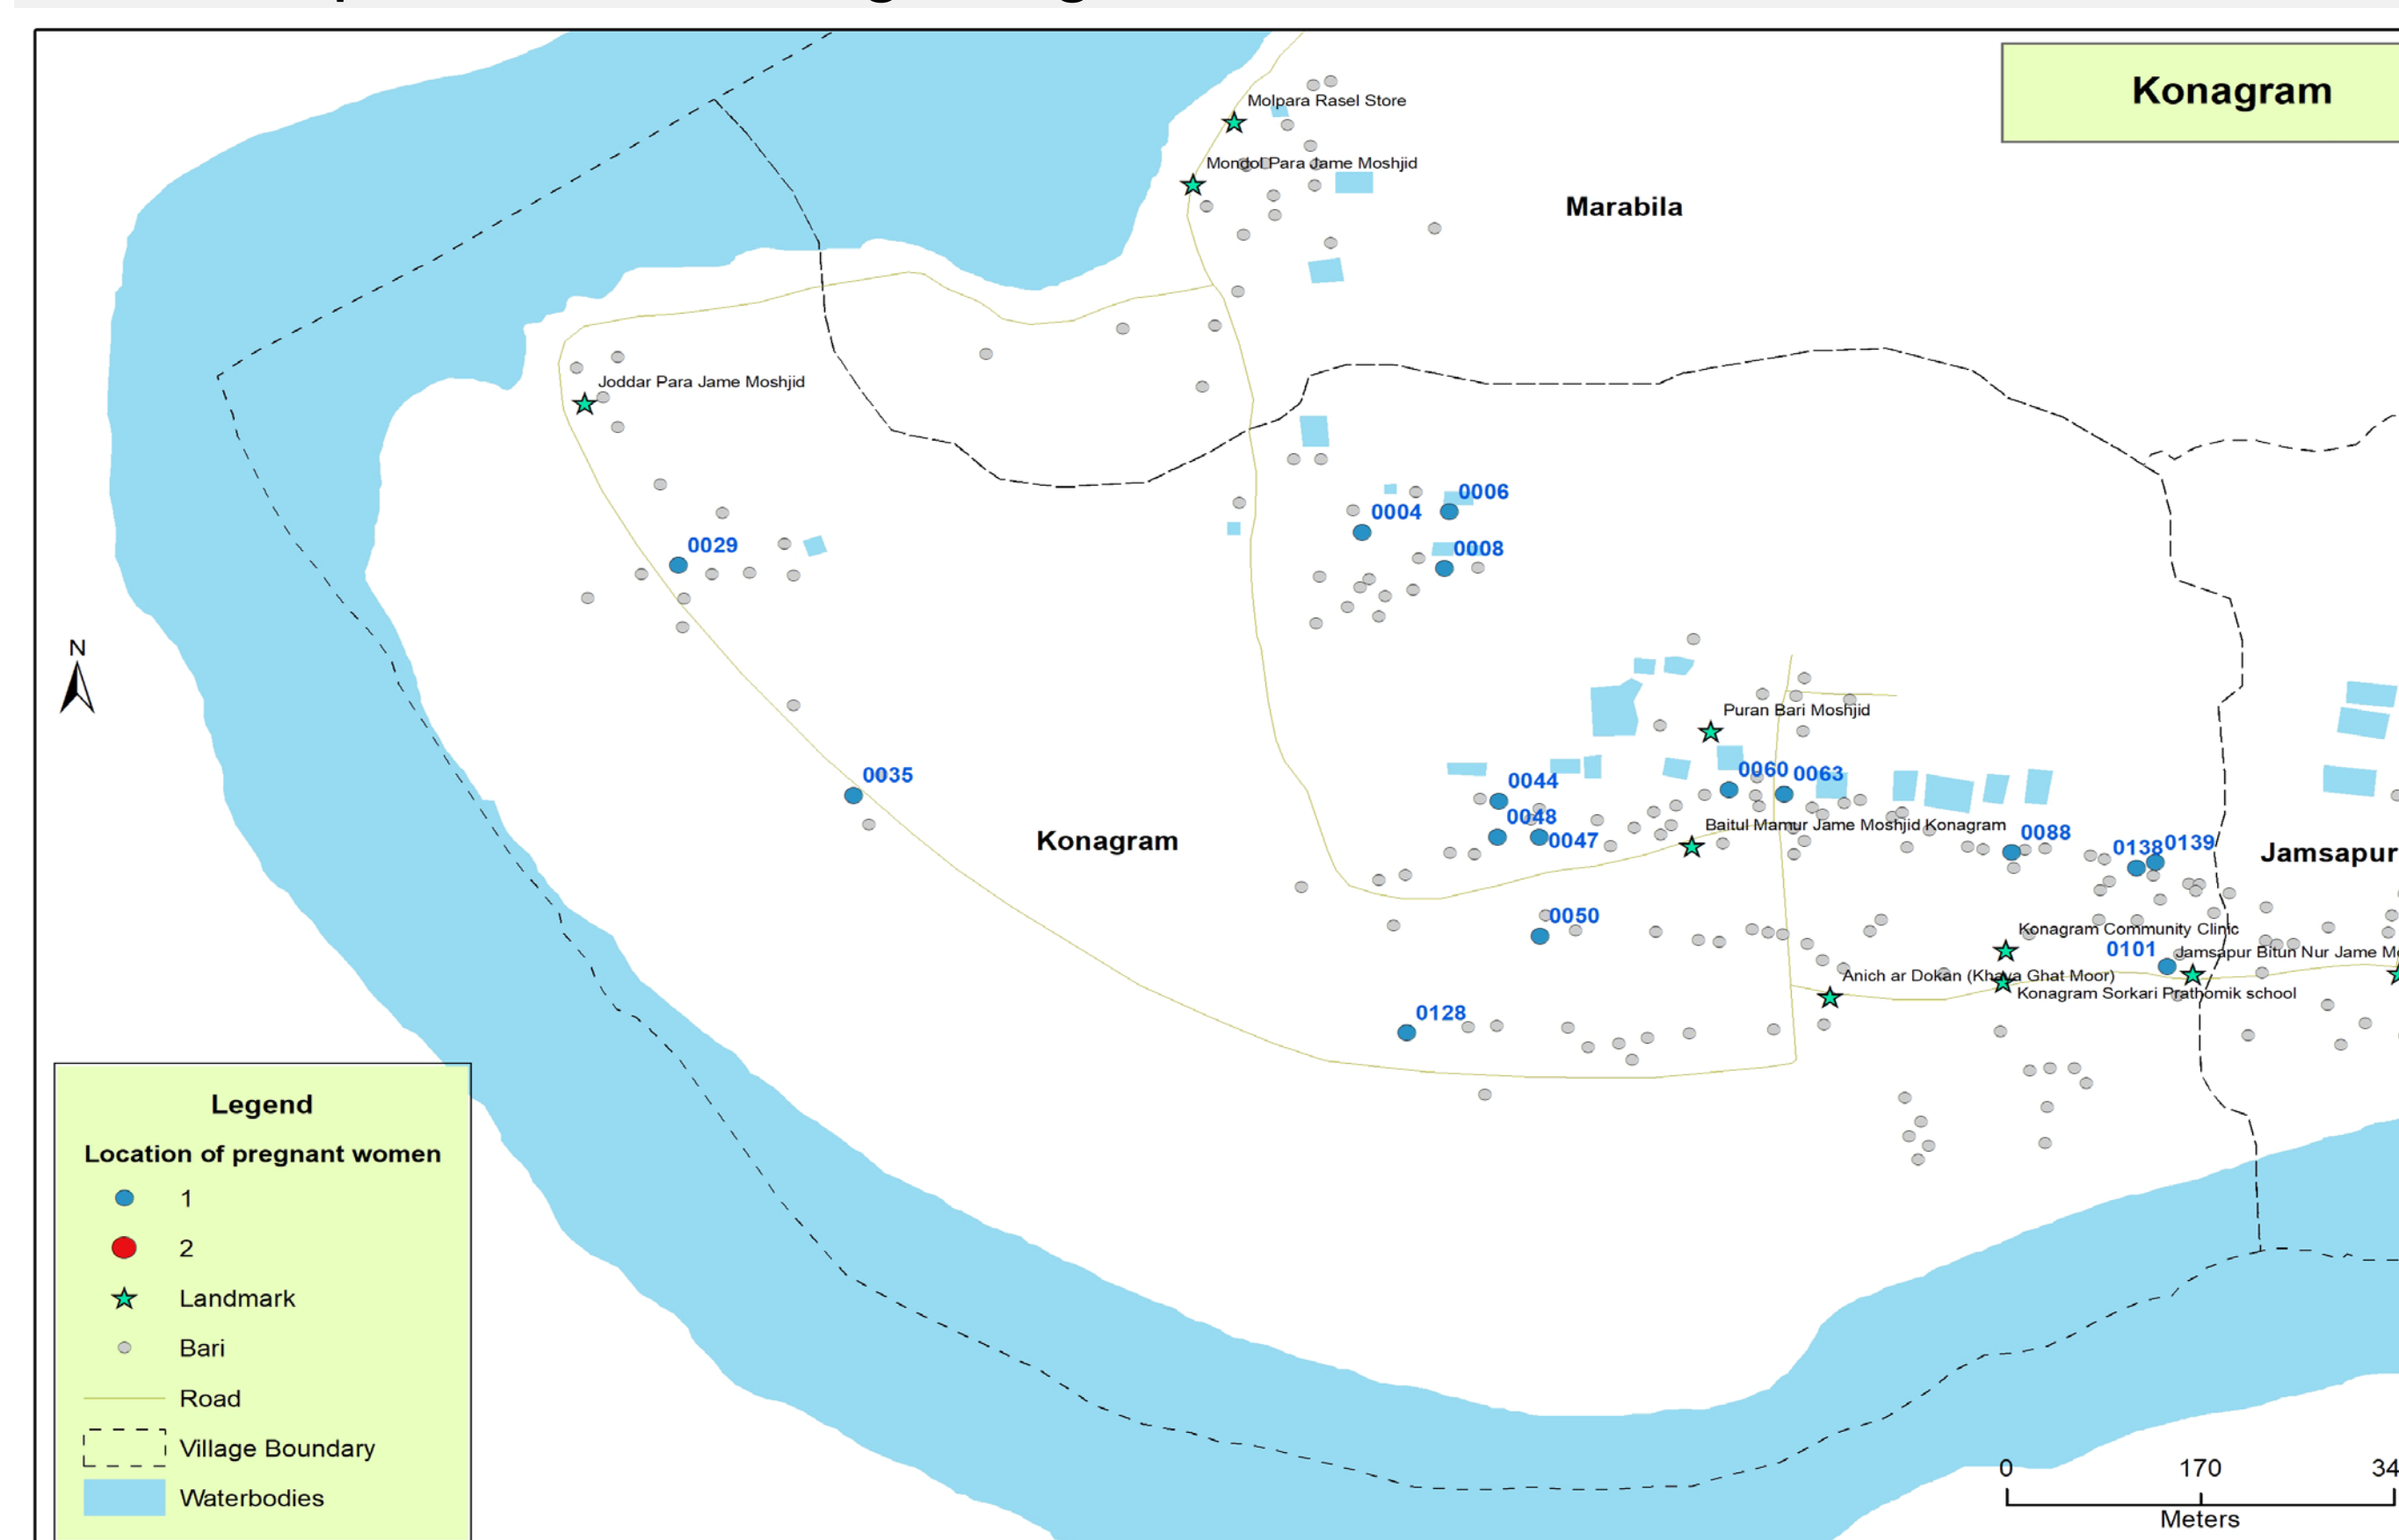 Konagram
Molpara Rasel Store
Mondol Para Jame Moshjid
Marabila
Joddar Para Jame Moshjid
0006
0004
0008
0029
N
Puran Bari Moshjid
0035
0044
0060
0063
0048
0047
Konagram
Baitul Mamur Jame Moshjid Konagram
0088
0138
0139
Jamsapur
0050
Konagram Community Clinic
0101
Jamsapur Bitun Nur Jame
Anich ar Dokan (Khaya Ghat Moor)
Konagram Sorkari Prathomik school
0128
Legend
Location of pregnant women
1
2
Landmark
Bari
Road
Village Boundary
Waterbodies
0 170 34
Meters